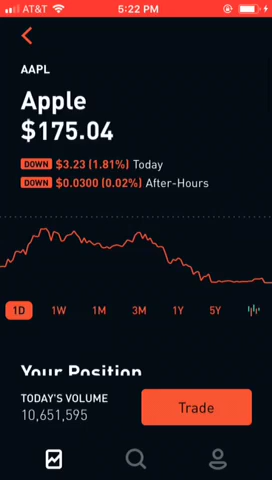 AT&T 5:22 PM
AAPL
Apple
$175.04
DOWN $3.23 (1.81%) Today
DOWN $0.0300 (0.02%) After-Hours
1D 1W 1M 3M 1Y 5Y
Your Position
TODAY'S VOLUME
10,651,595
Trade